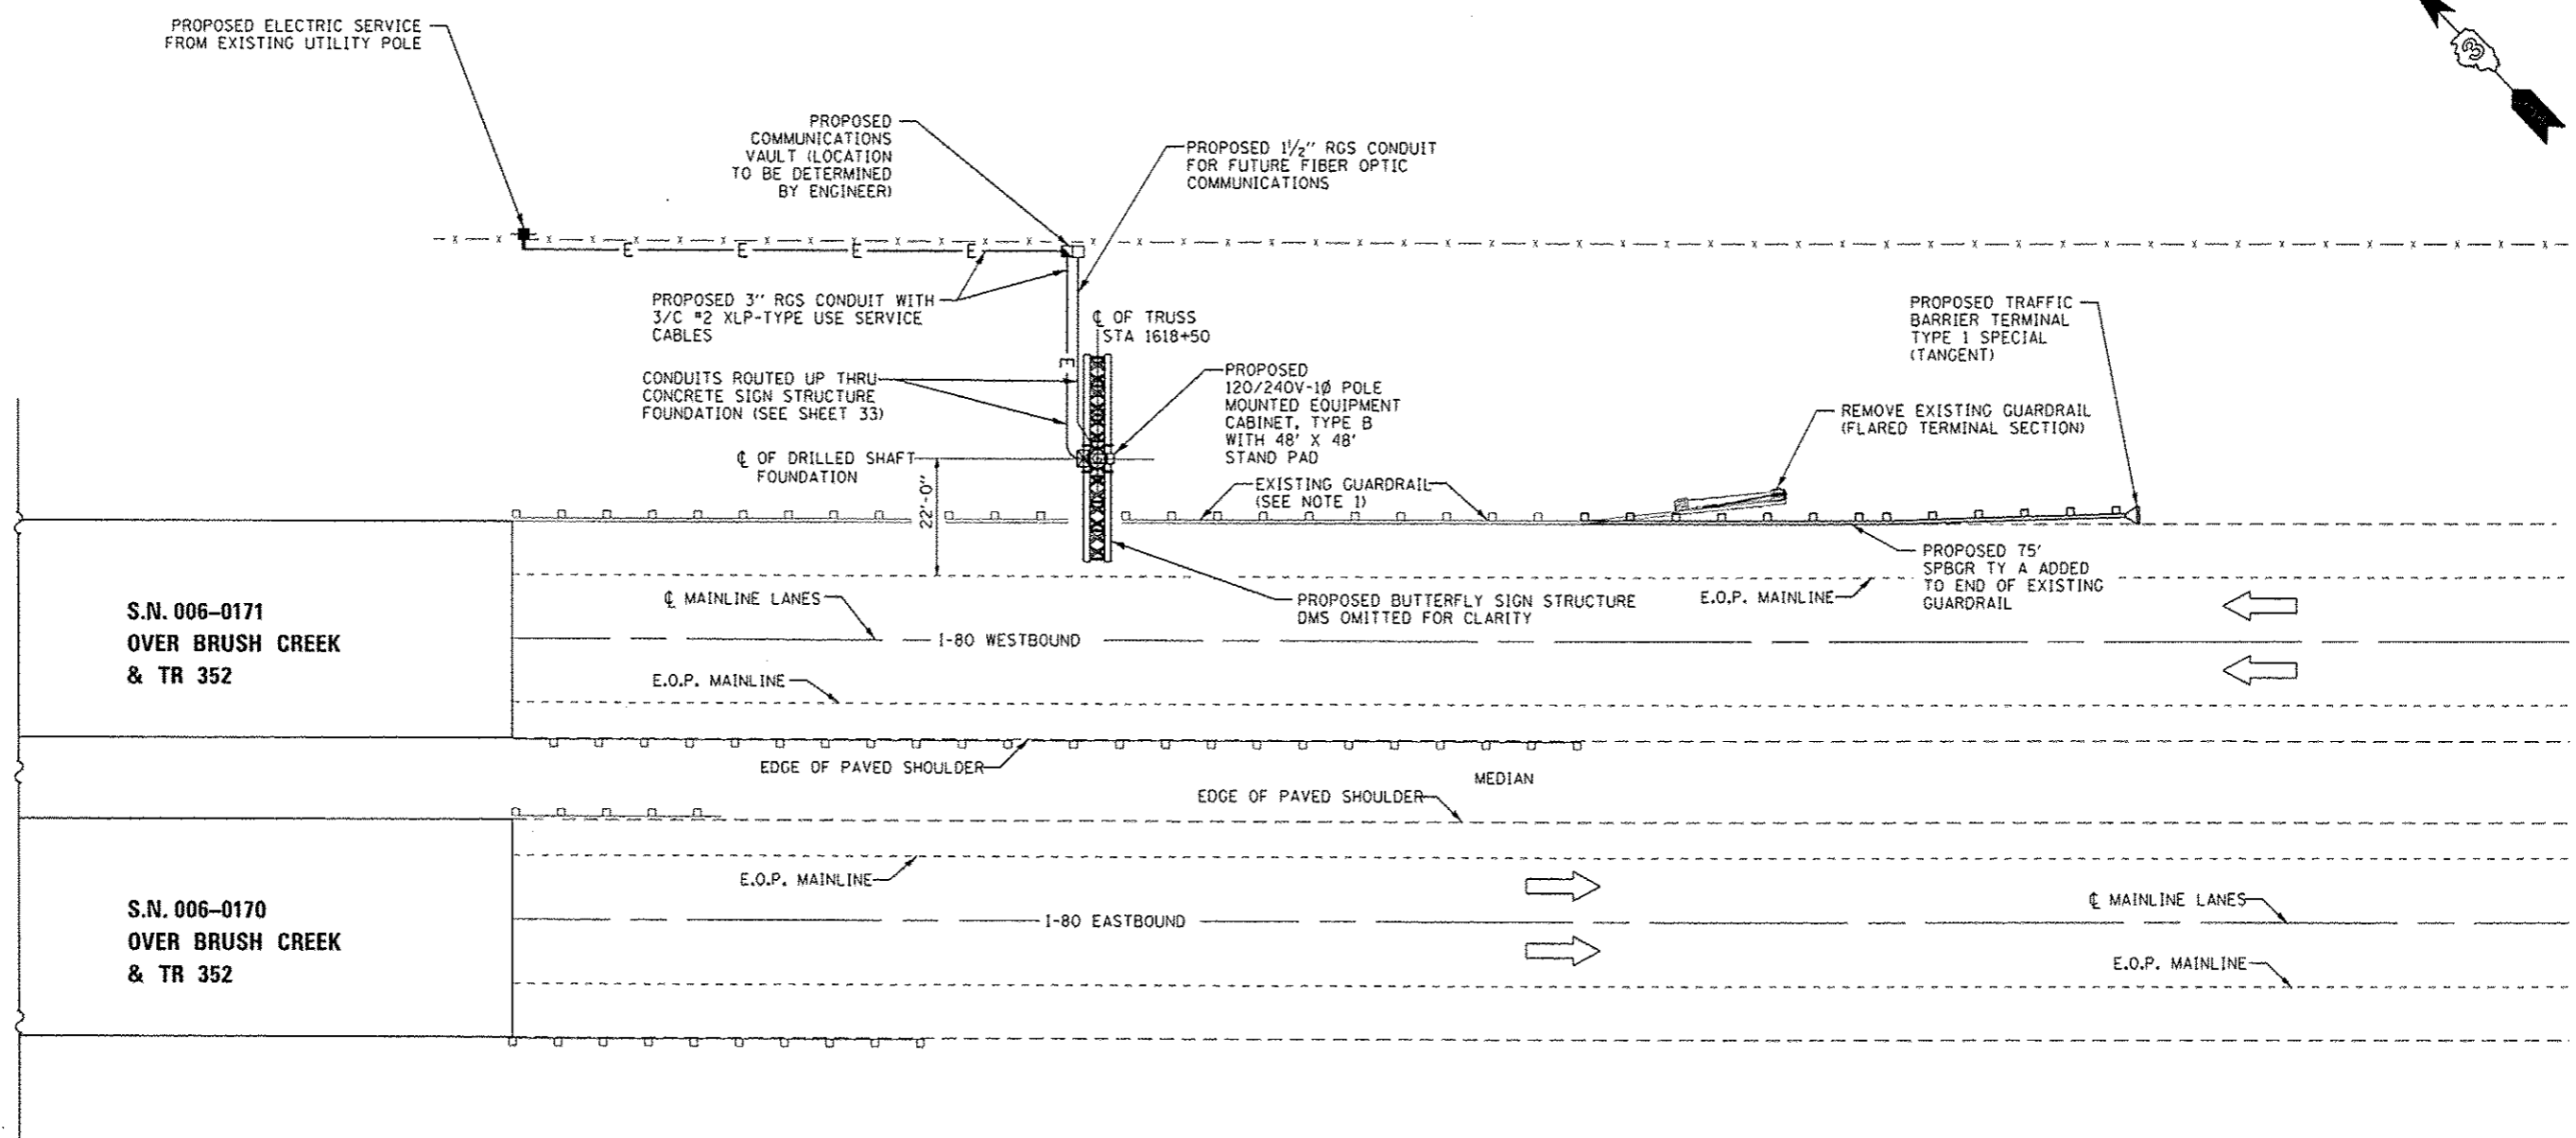 PROPOSED ELECTRIC SERVICE
FROM EXISTING UTILITY POLE
PROPOSED
COMMUNICATIONS
VAULT (LOCATION
TO BE DETERMINED
BY ENGINEER)
PROPOSED 1 1/2" RGS CONDUIT
FOR FUTURE FIBER OPTIC
COMMUNICATIONS
3
E E E E
PROPOSED 3" RGS CONDUIT WITH
3/C #2 XLP-TYPE USE SERVICE
CABLES
℄ OF TRUSS
STA 1618+50
E
PROPOSED TRAFFIC
BARRIER TERMINAL
TYPE 1 SPECIAL
(TANGENT)
CONDUITS ROUTED UP THRU
CONCRETE SIGN STRUCTURE
FOUNDATION (SEE SHEET 33)
PROPOSED
120/240V-1Ø POLE
MOUNTED EQUIPMENT
CABINET, TYPE B
WITH 48' X 48'
STAND PAD
REMOVE EXISTING GUARDRAIL
(FLARED TERMINAL SECTION)
℄ OF DRILLED SHAFT
FOUNDATION
22'-0"
EXISTING GUARDRAIL
(SEE NOTE 1)
PROPOSED 75'
SPBGR TY A ADDED
TO END OF EXISTING
GUARDRAIL
S.N. 006-0171
OVER BRUSH CREEK
& TR 352
℄ MAINLINE LANES
PROPOSED BUTTERFLY SIGN STRUCTURE
DMS OMITTED FOR CLARITY
E.O.P. MAINLINE
I-80 WESTBOUND
E.O.P. MAINLINE
EDGE OF PAVED SHOULDER
MEDIAN
EDGE OF PAVED SHOULDER
E.O.P. MAINLINE
S.N. 006-0170
OVER BRUSH CREEK
& TR 352
I-80 EASTBOUND
℄ MAINLINE LANES
E.O.P. MAINLINE